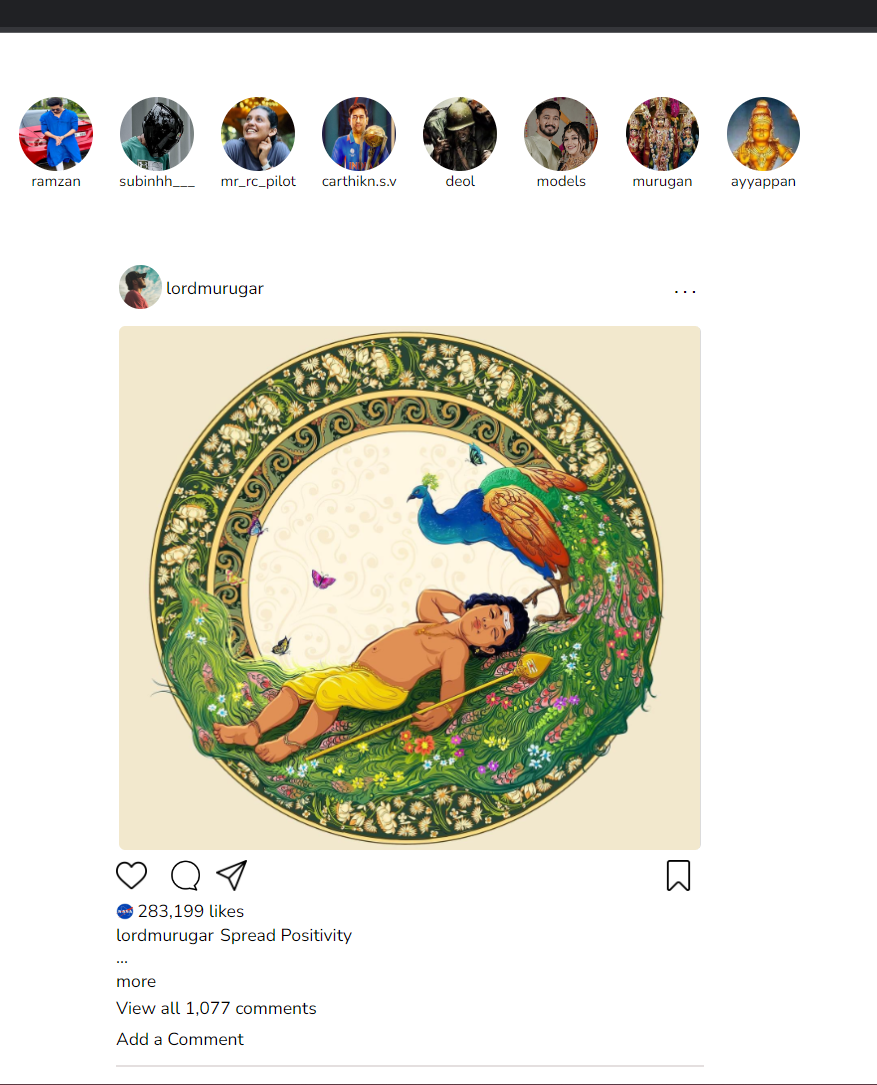 ramzan
subinhh___
mr_rc_pilot
carthikn.s.v
deol
models
murugan
ayyappan
lordmurugar
...
283,199 likes
lordmurugar Spread Positivity
...
more
View all 1,077 comments
Add a Comment